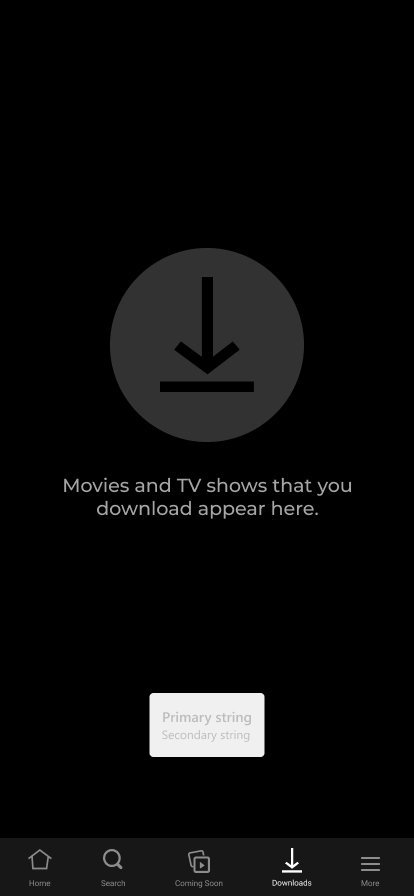 Movies and TV shows that you
download appear here.
Primary string
Secondary string
Home
Search
Coming Soon
Downloads
More